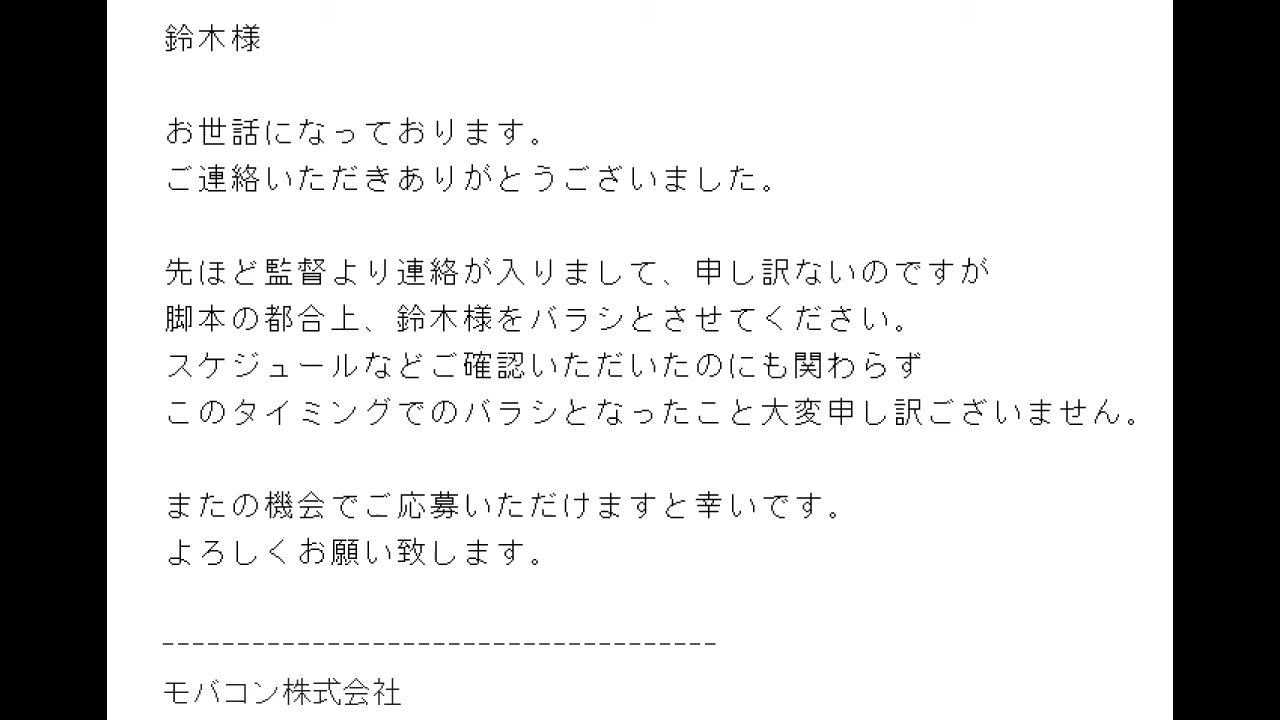 鈴木様
お世話になっております。
ご連絡いただきありがとうございました。
先ほど監督より連絡が入りまして、申し訳ないのですが
脚本の都合上、鈴木様をバラシとさせてください。
スケジュールなどご確認いただいたのにも関わらず
このタイミングでのバラシとなったこと大変申し訳ございません。
またの機会でご応募いただけますと幸いです。
よろしくお願い致します。
-------------------------------------
モバコン株式会社